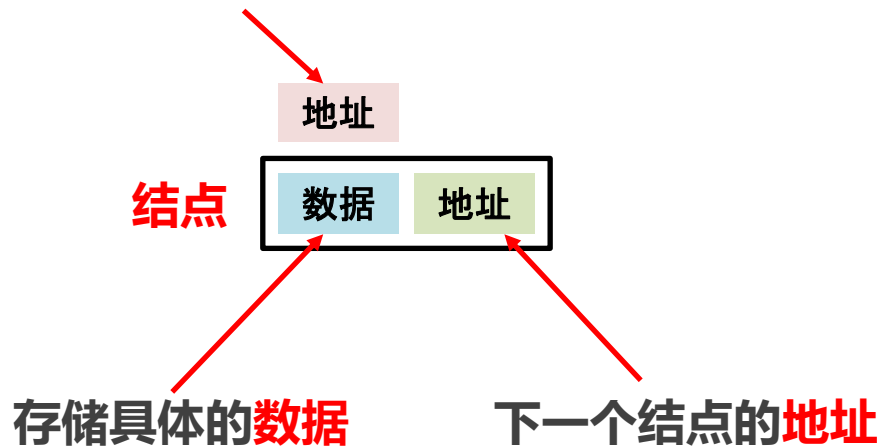 地址
结点
数据 地址
存储具体的数据
下一个结点的地址